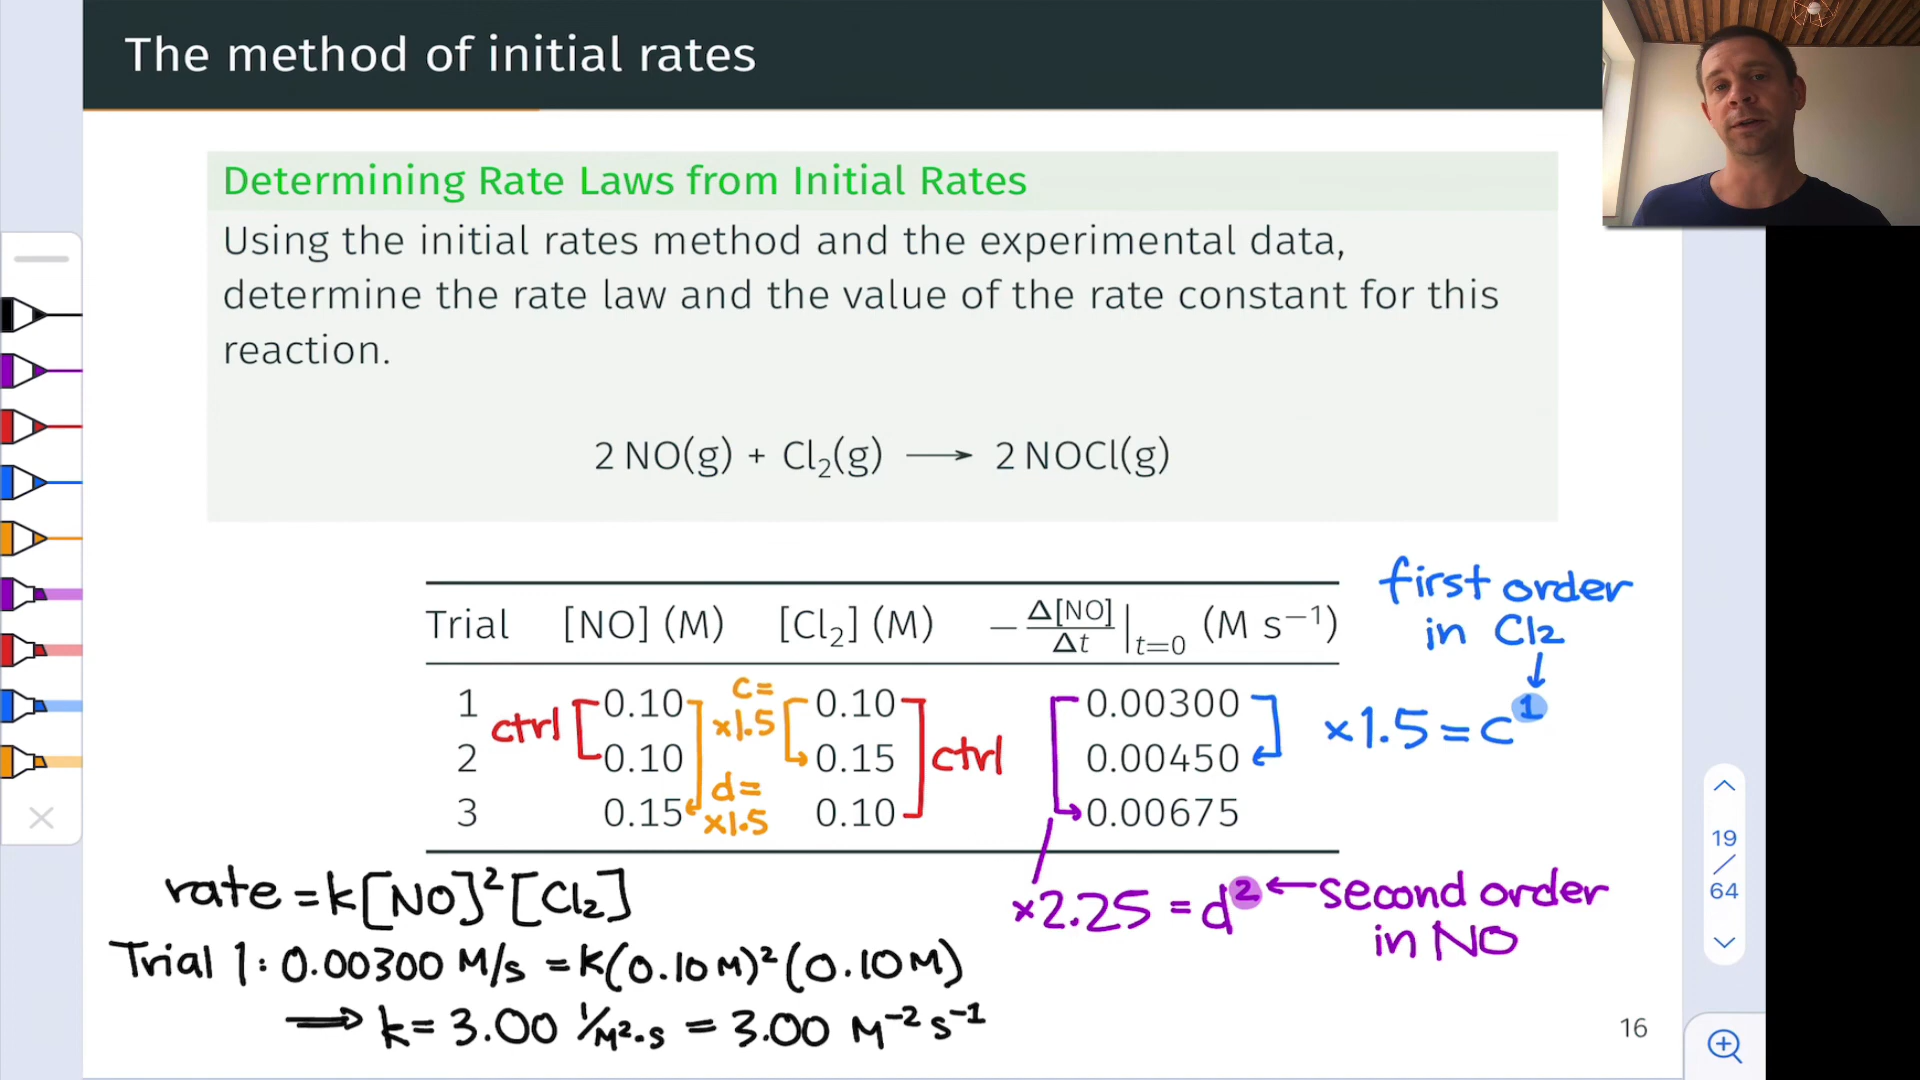 The method of initial rates
Determining Rate Laws from Initial Rates
Using the initial rates method and the experimental data,
determine the rate law and the value of the rate constant for this
reaction.
2 NO(g) + Cl₂(g) ⟶ 2 NOCl(g)
Trial [NO] (M) [Cl₂] (M) −Δ[NO]/Δt|t=0 (M s⁻¹)
1 0.10 0.10 0.00300
2 0.10 0.15 0.00450
3 0.15 0.10 0.00675
ctrl
c=
×1.5
d=
×1.5
ctrl
first order
in Cl₂
×1.5 = c¹
×2.25 = d² ← second order
in NO
rate = k[NO]²[Cl₂]
Trial 1: 0.00300 M/s = k(0.10 M)²(0.10 M)
⟹ k = 3.00 1/M²·s = 3.00 M⁻² s⁻¹
16
19
/
64